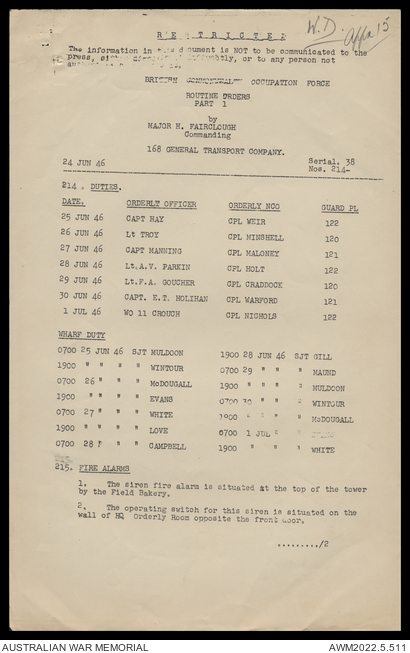 W.D. Appx 15
R E S T R I C T E D
The information in this document is NOT to be communicated to the
press, or to any person not
BRITISH COMMONWEALTH OCCUPATION FORCE
ROUTINE ORDERS
PART 1
by
MAJOR H. FAIRCLOUGH
Commanding
168 GENERAL TRANSPORT COMPANY.
24 JUN 46 Serial. 38
Nos. 214-
214. DUTIES.
DATE. ORDERLY OFFICER ORDERLY NCO GUARD PL
25 JUN 46 CAPT HAY CPL WEIR 122
26 JUN 46 Lt TROY CPL MINSHELL 120
27 JUN 46 CAPT MANNING CPL MALONEY 121
28 JUN 46 Lt.A.V. PARKIN CPL HOLT 122
29 JUN 46 Lt.F.A. GOUCHER CPL CRADDOCK 120
30 JUN 46 CAPT. E.T. HOLIHAN CPL WARFORD 121
1 JUL 46 WO 11 CROUCH CPL NICHOLS 122
WHARF DUTY
0700 25 JUN 46 SJT MULDOON 1900 28 JUN 46 SJT GILL
1900 " " " " WINTOUR 0700 29 " " " MAUND
0700 26 " " " McDOUGALL 1900 " " " " MULDOON
1900 " " " " EVANS 0700 30 " " " WINTOUR
0700 27 " " " WHITE 1900 " " " " McDOUGALL
1900 " " " " LOVE 0700 1 JUL " "
0700 28 " " " CAMPBELL 1900 " " " " WHITE
215. FIRE ALARMS
1. The siren fire alarm is situated at the top of the tower
by the Field Bakery.
2. The operating switch for this siren is situated on the
wall of HQ Orderly Room opposite the front door.
........./2
AUSTRALIAN WAR MEMORIAL AWM2022.5.511